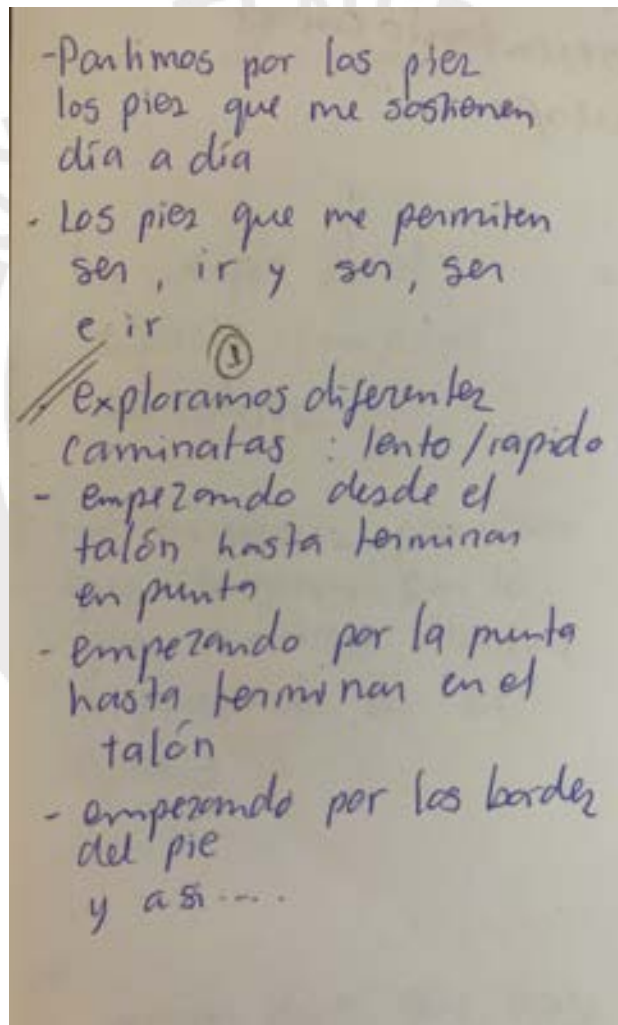 -Partimos por los pies
los pies que me sostienen
día a día
- Los pies que me permiten
ser, ir y ser, ser
e ir
①
exploramos diferentes
caminatas : lento/rapido
- empezando desde el
talón hasta terminar
en punta
- empezando por la punta
hasta terminar en el
talón
- empezando por los bordes
del pie
y asi....